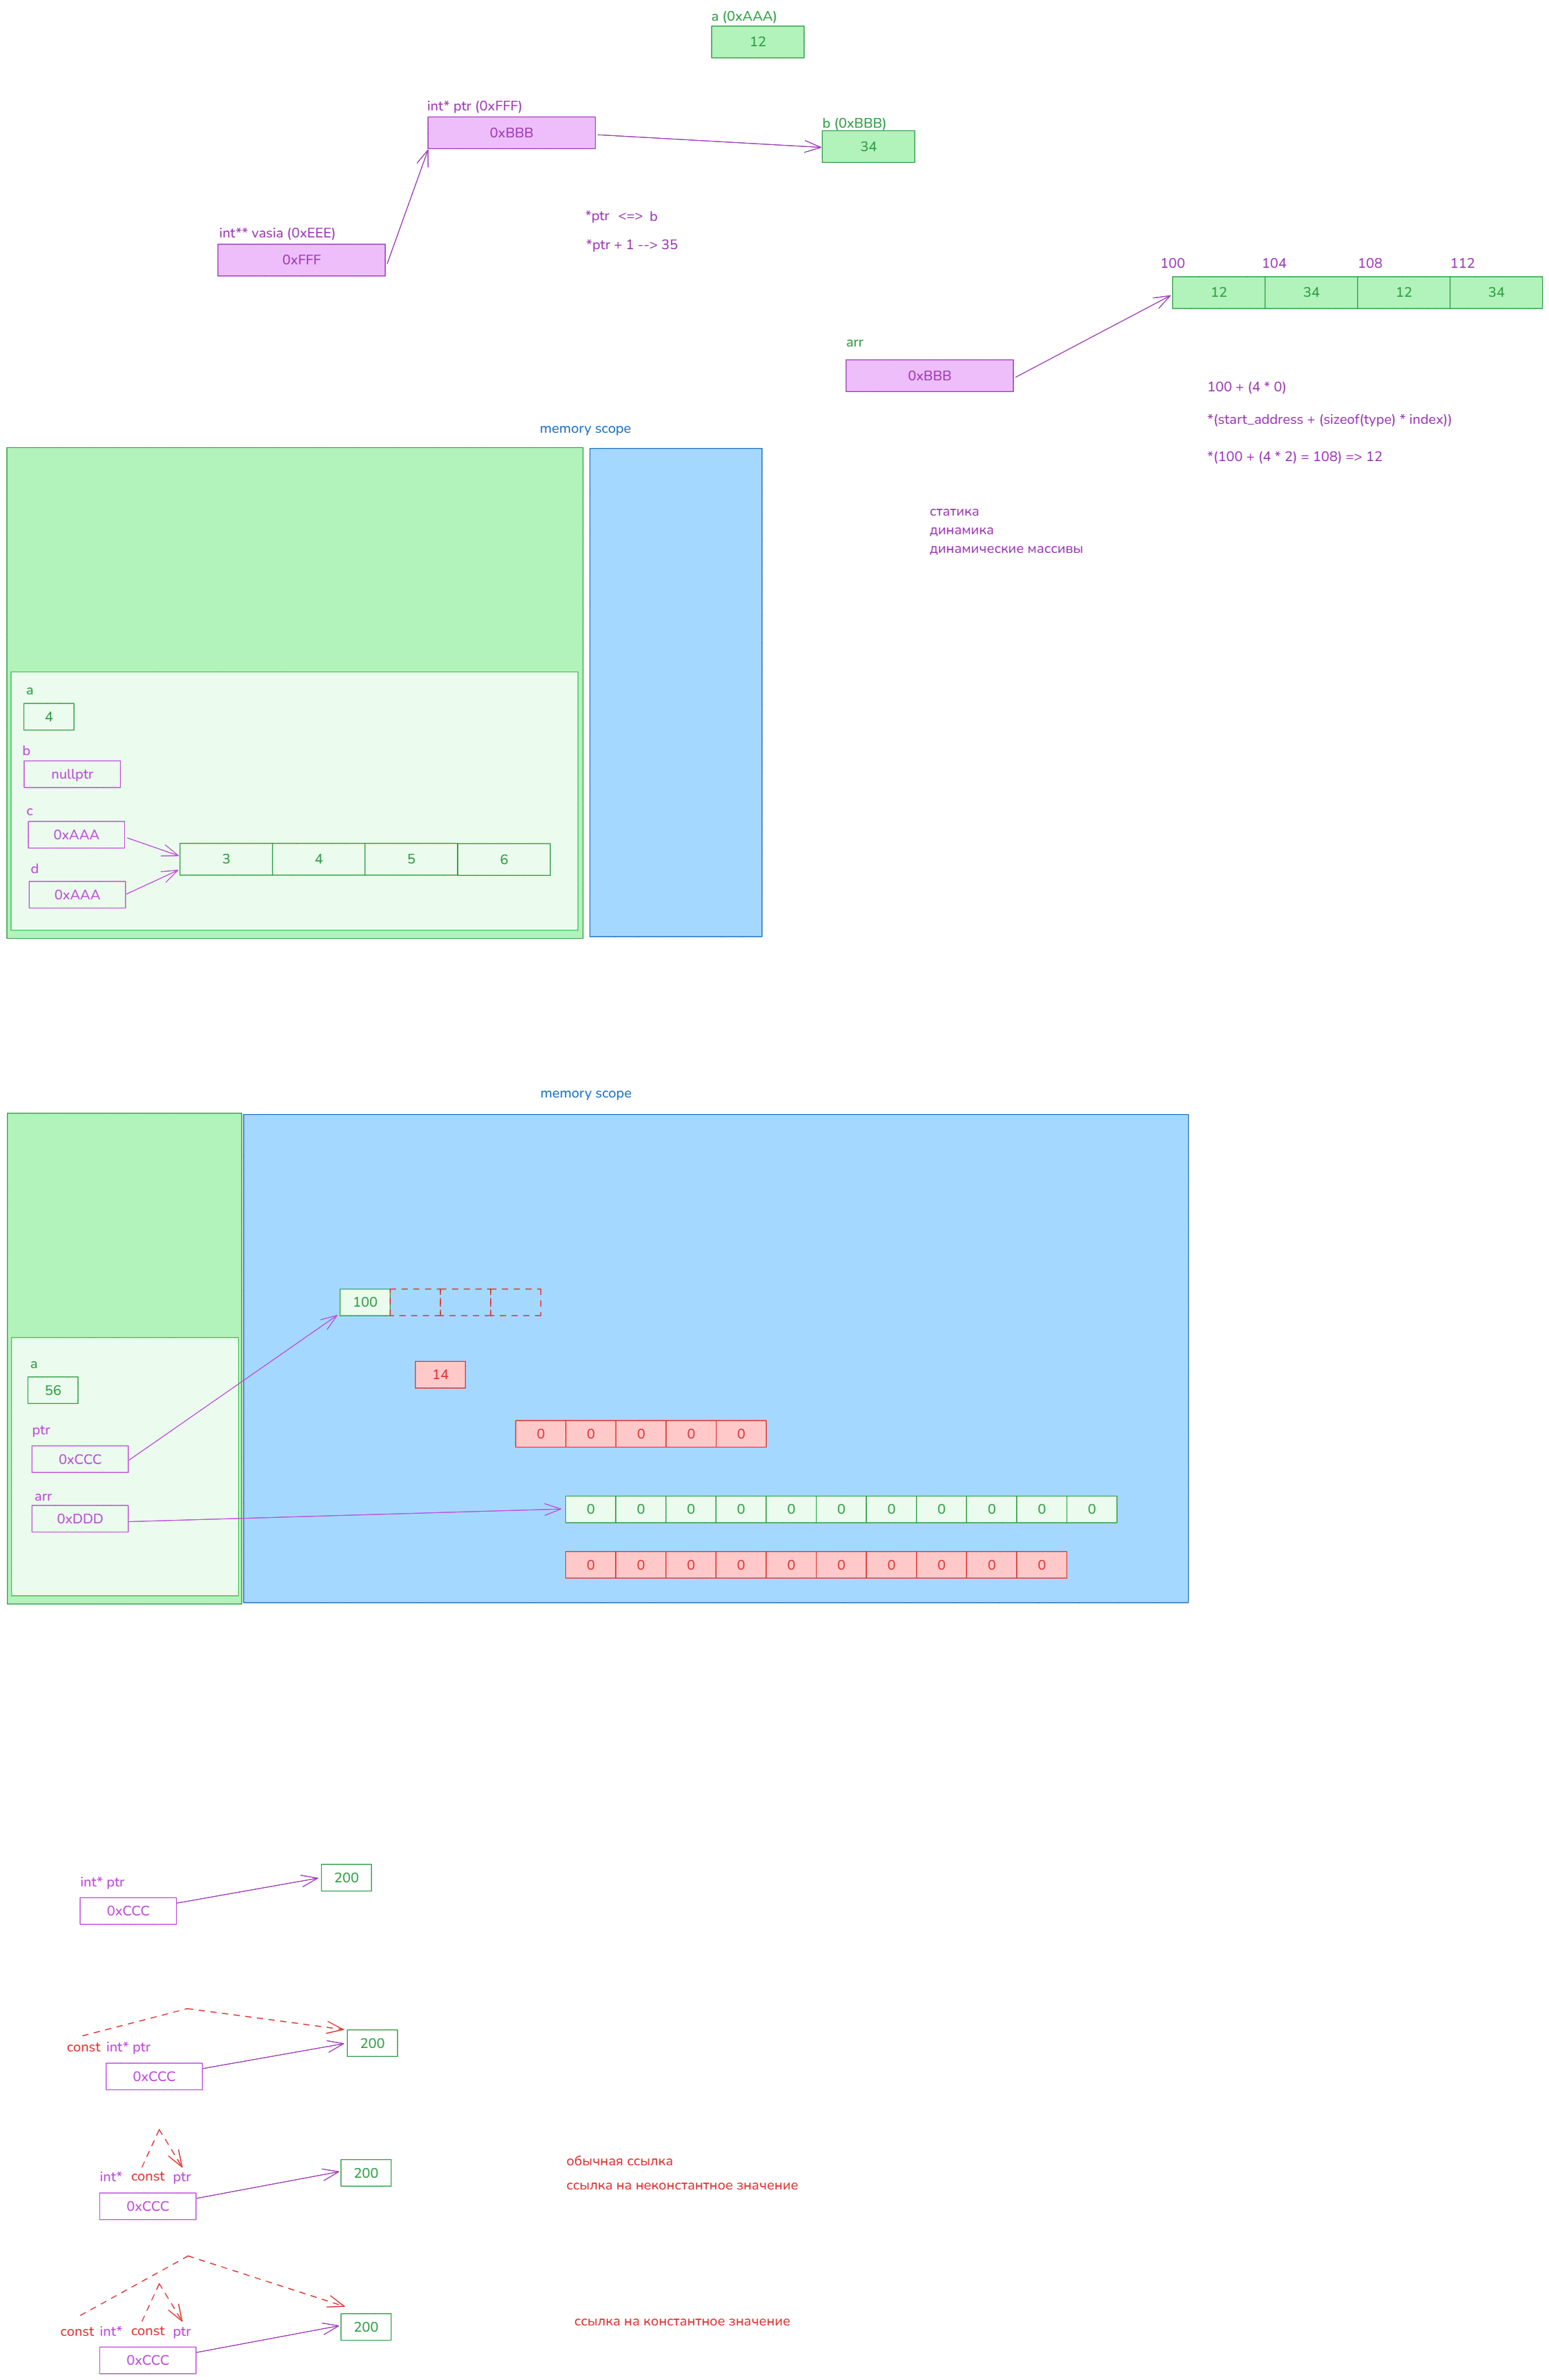 a (0xAAA)
12
int* ptr (0xFFF)
0xBBB
b (0xBBB)
34
int** vasia (0xEEE)
0xFFF
*ptr <=> b
*ptr + 1 --> 35
100 104 108 112
12 34 12 34
arr
0xBBB
100 + (4 * 0)
*(start_address + (sizeof(type) * index))
*(100 + (4 * 2) = 108) => 12
memory scope
статика
динамика
динамические массивы
a
4
b
nullptr
c
0xAAA
d
0xAAA
3 4 5 6
memory scope
100
14
a
56
ptr
0xCCC
0 0 0 0 0
arr
0xDDD
0 0 0 0 0 0 0 0 0 0 0
0 0 0 0 0 0 0 0 0 0
int* ptr
0xCCC
200
const int* ptr
0xCCC
200
int* const ptr
0xCCC
200
обычная ссылка
ссылка на неконстантное значение
const int* const ptr
0xCCC
200
ссылка на константное значение